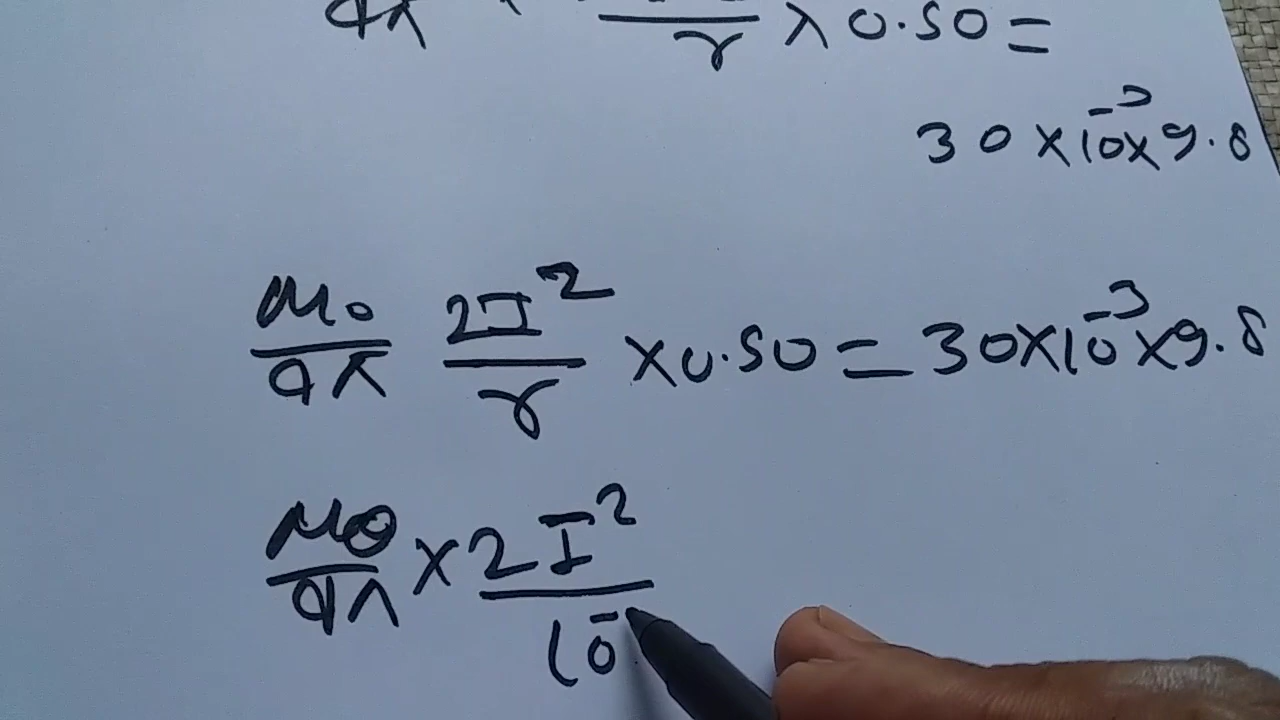 4π r × 0.50 =
30×10⁻³×9.8
μ₀/4π 2I²/r ×0.50 = 30×10⁻³×9.8
μ₀/4π × 2I²/10⁻